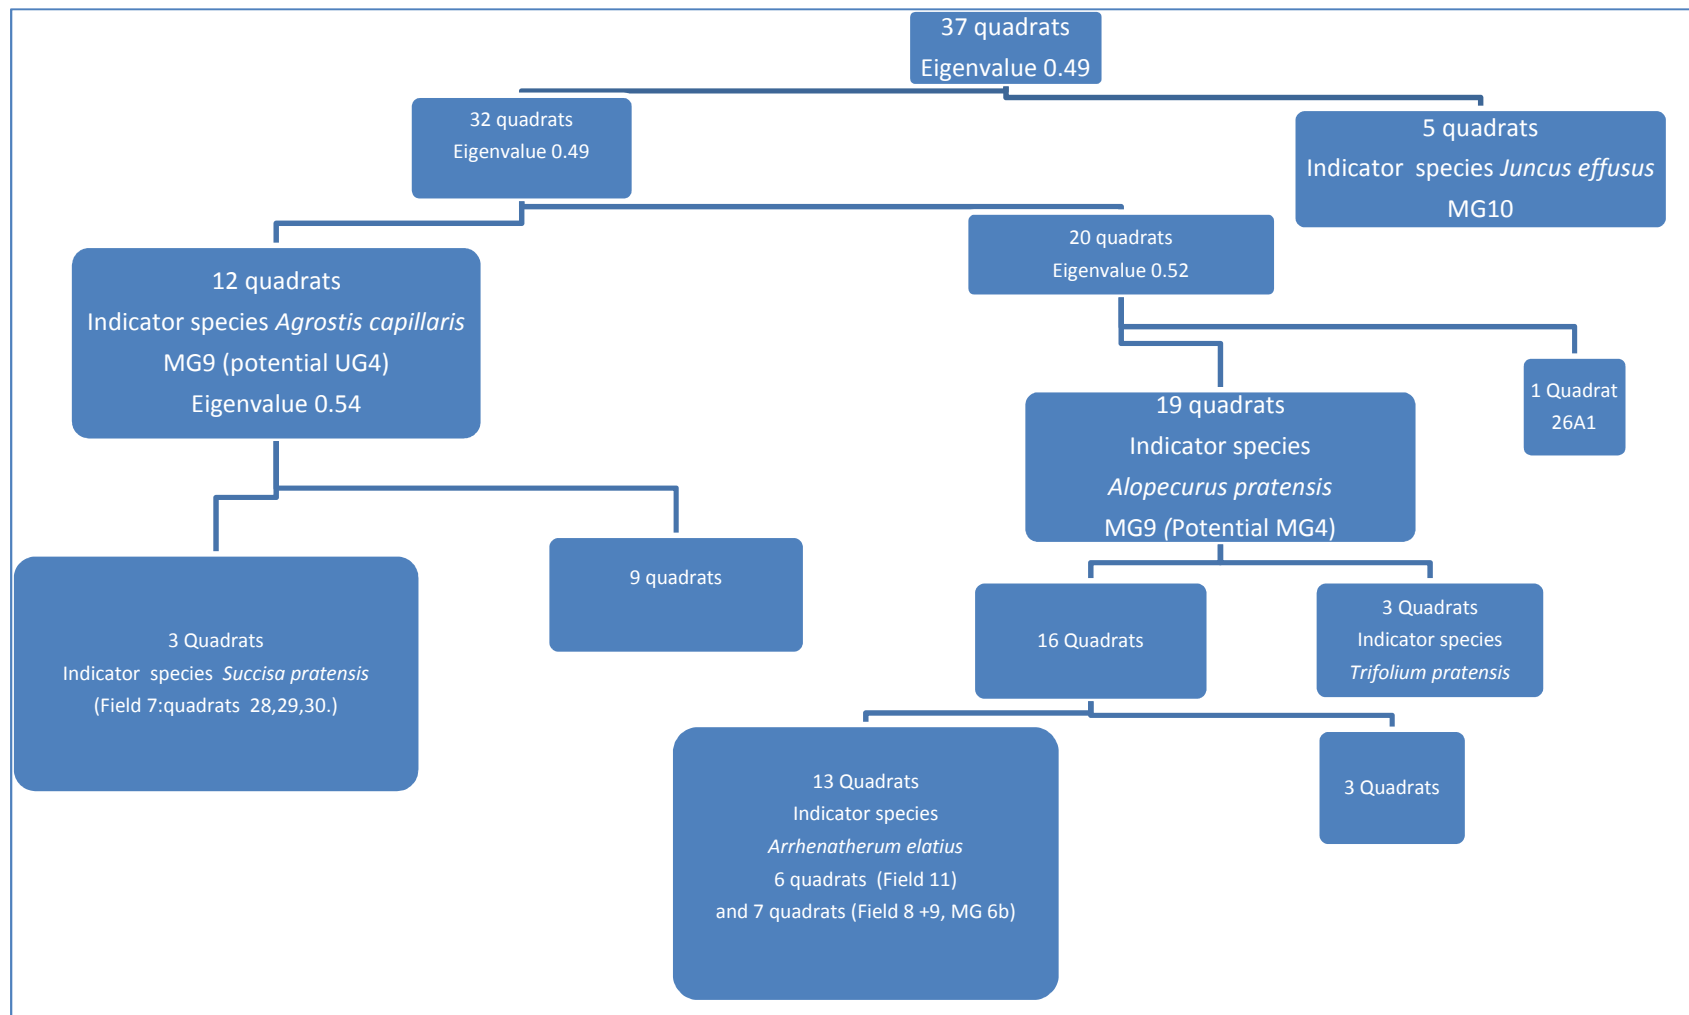 37 quadrats
Eigenvalue 0.49
32 quadrats
Eigenvalue 0.49
5 quadrats
Indicator species Juncus effusus
MG10
12 quadrats
Indicator species Agrostis capillaris
MG9 (potential UG4)
Eigenvalue 0.54
20 quadrats
Eigenvalue 0.52
19 quadrats
Indicator species
Alopecurus pratensis
MG9 (Potential MG4)
1 Quadrat
26A1
3 Quadrats
Indicator species Succisa pratensis
(Field 7:quadrats 28,29,30.)
9 quadrats
16 Quadrats
3 Quadrats
Indicator species
Trifolium pratensis
13 Quadrats
Indicator species
Arrhenatherum elatius
6 quadrats (Field 11)
and 7 quadrats (Field 8 +9, MG 6b)
3 Quadrats